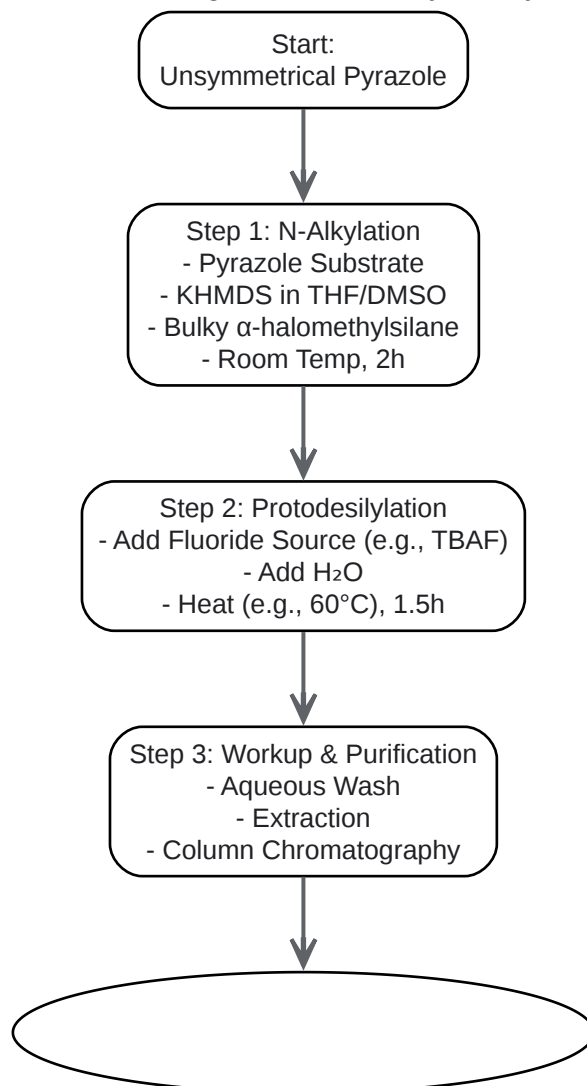 Start:
Unsymmetrical Pyrazole
Step 1: N-Alkylation
- Pyrazole Substrate
- KHMDS in THF/DMSO
- Bulky α-halomethylsilane
- Room Temp, 2h
Step 2: Protodesilylation
- Add Fluoride Source (e.g., TBAF)
- Add H₂O
- Heat (e.g., 60°C), 1.5h
Step 3: Workup & Purification
- Aqueous Wash
- Extraction
- Column Chromatography